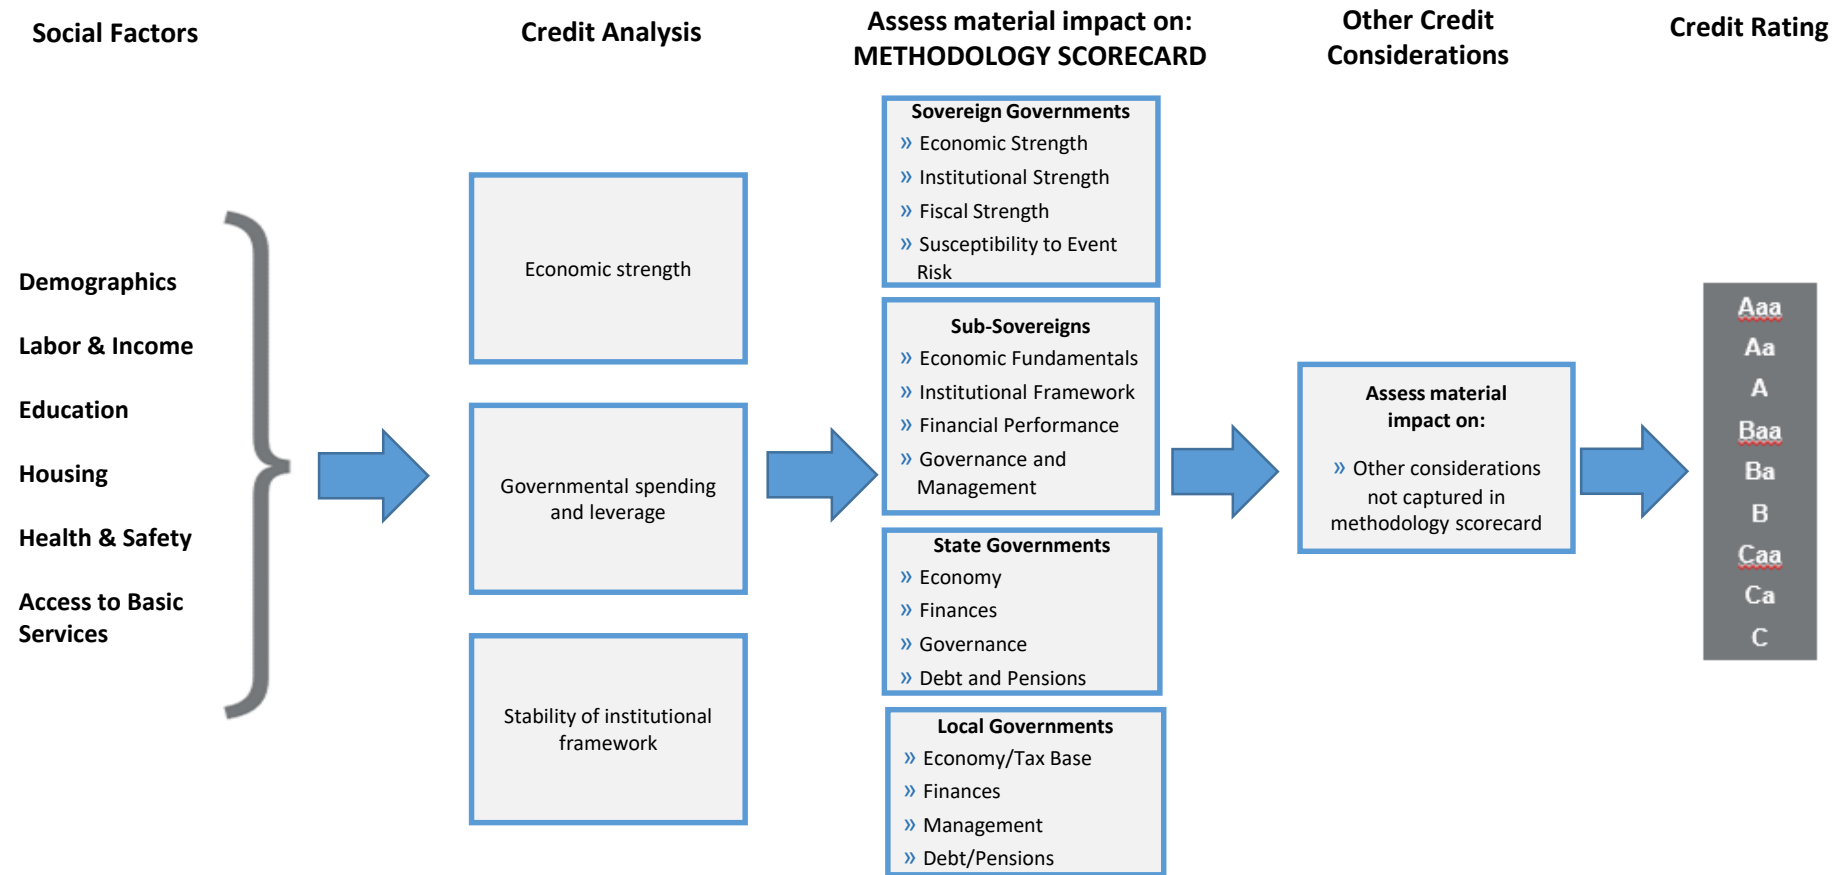 Social Factors
Credit Analysis
Assess material impact on:
METHODOLOGY SCORECARD
Other Credit
Considerations
Credit Rating
Demographics
Labor & Income
Education
Housing
Health & Safety
Access to Basic
Services
Economic strength
Governmental spending
and leverage
Stability of institutional
framework
Sovereign Governments
» Economic Strength
» Institutional Strength
» Fiscal Strength
» Susceptibility to Event
Risk
Sub-Sovereigns
» Economic Fundamentals
» Institutional Framework
» Financial Performance
» Governance and
Management
State Governments
» Economy
» Finances
» Governance
» Debt and Pensions
Local Governments
» Economy/Tax Base
» Finances
» Management
» Debt/Pensions
Assess material
impact on:
» Other considerations
not captured in
methodology scorecard
Aaa
Aa
A
Baa
Ba
B
Caa
Ca
C